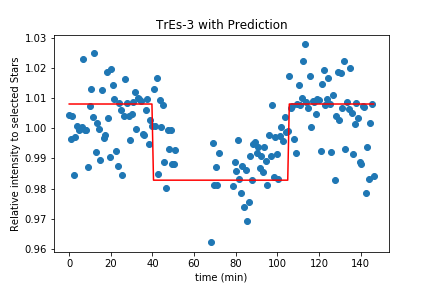 TrEs-3 with Prediction
Relative intensity to selected Stars
1.03
1.02
1.01
1.00
0.99
0.98
0.97
0.96
0 20 40 60 80 100 120 140
time (min)